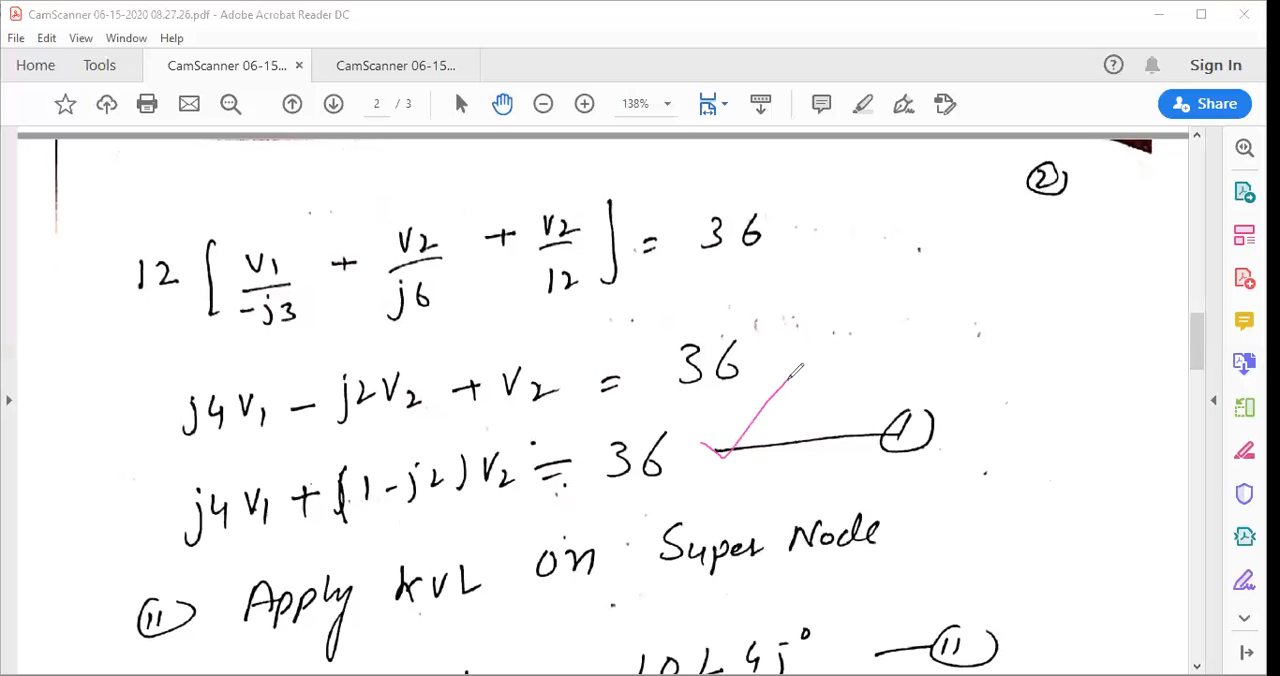 CamScanner 06-15-2020 08.27.26.pdf - Adobe Acrobat Reader DC
File Edit View Window Help
Home Tools CamScanner 06-15... × CamScanner 06-15... Sign In
2 / 3 138% Share
②
12 [ V1/-j3 + V2/j6 + V2/12 ] = 36
j4V1 - j2V2 + V2 = 36
j4V1 + (1-j2)V2 = 36 — (I)
(II) Apply KVL on Super Node
10∠45° — (II)